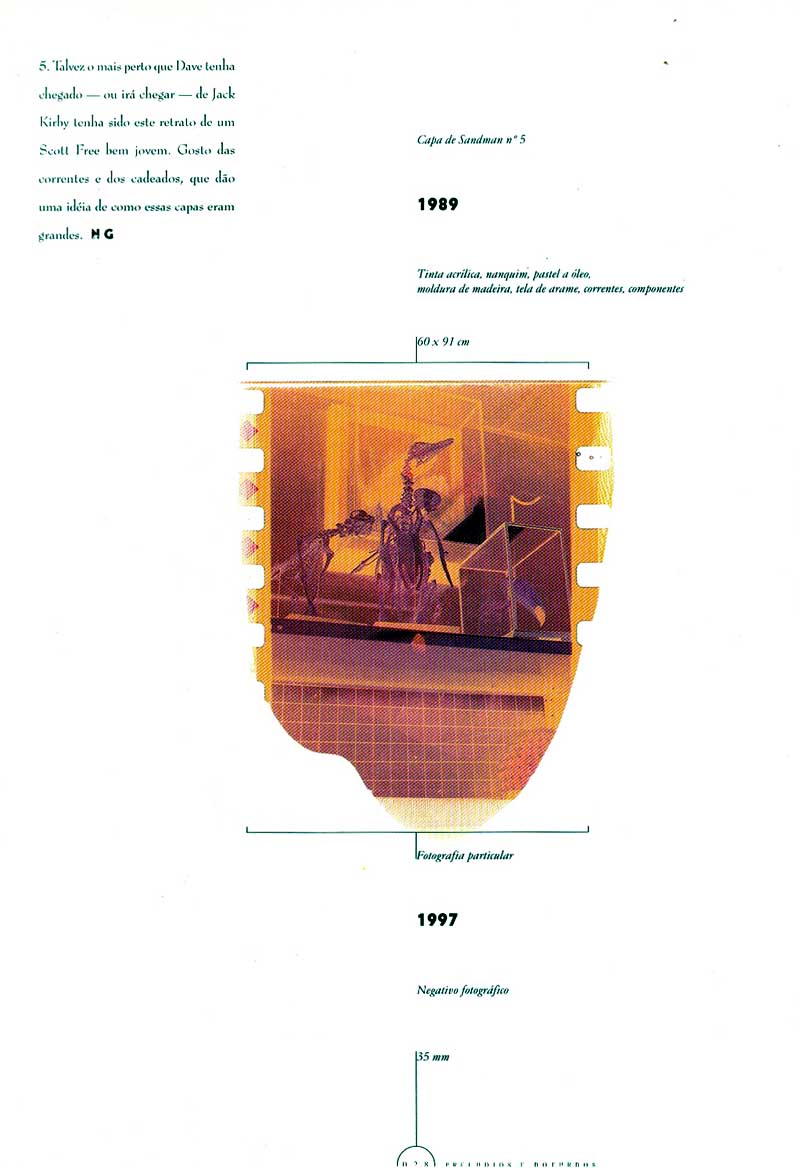 5. Talvez o mais perto que Dave tenha
chegado — ou irá chegar — de Jack
Kirby tenha sido este retrato de um
Scott Free bem jovem. Gosto das
correntes e dos cadeados, que dão
uma idéia de como essas capas eram
grandes. NG
Capa de Sandman nº 5
1989
Tinta acrílica, nanquim, pastel a óleo,
moldura de madeira, tela de arame, correntes, componentes
60 x 91 cm
Fotografia particular
1997
Negativo fotográfico
35 mm